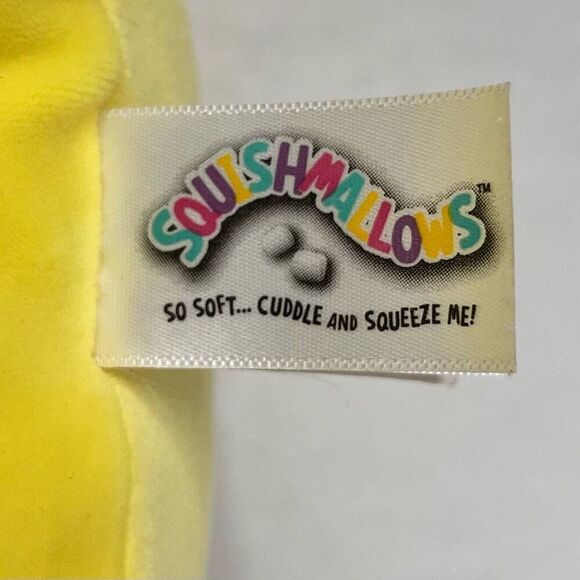 SQUISHMALLOWS™
SO SOFT... CUDDLE AND SQUEEZE ME!